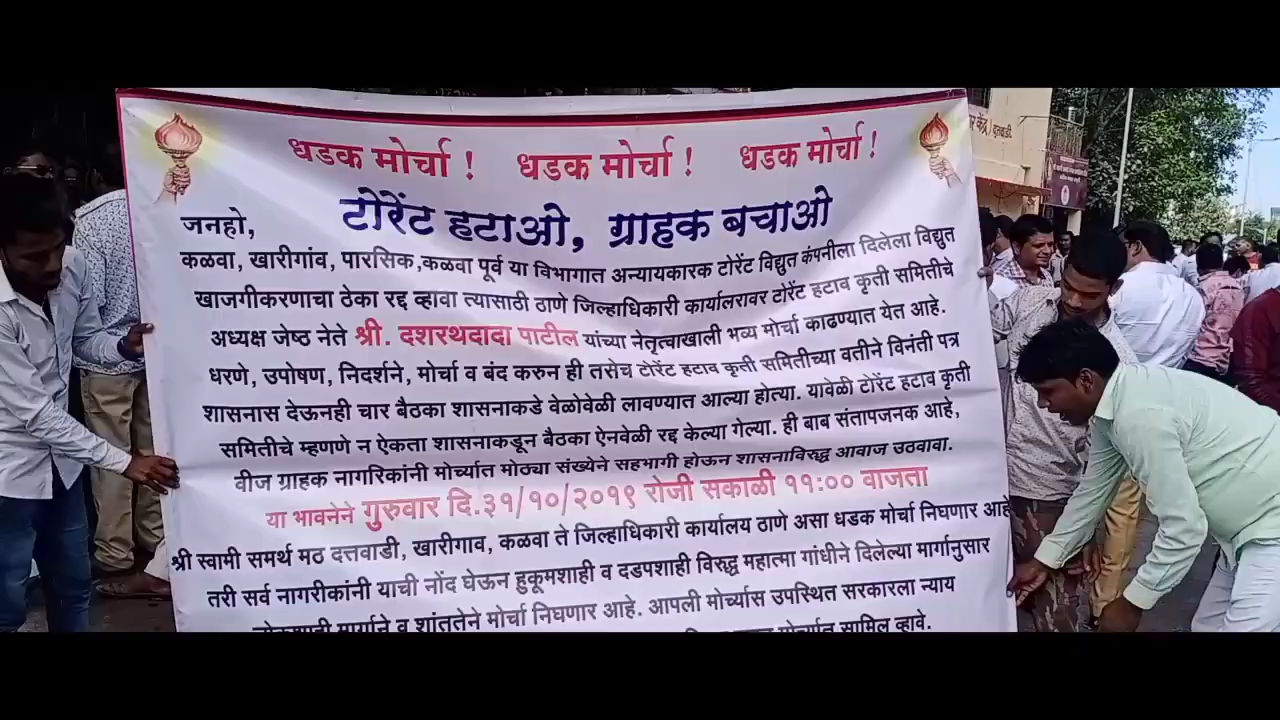 धडक मोर्चा ! धडक मोर्चा ! धडक मोर्चा !
टोरेंट हटाओ, ग्राहक बचाओ
जनहो,
कळवा, खारीगांव, पारसिक,कळवा पूर्व या विभागात अन्यायकारक टोरेंट विद्युत कंपनीला दिलेला विद्युत
खाजगीकरणाचा ठेका रद्द व्हावा त्यासाठी ठाणे जिल्हाधिकारी कार्यालरावर टोरेंट हटाव कृती समितीचे
अध्यक्ष जेष्ठ नेते श्री. दशरथदादा पाटील यांच्या नेतृत्वाखाली भव्य मोर्चा काढण्यात येत आहे.
धरणे, उपोषण, निदर्शने, मोर्चा व बंद करुन ही तसेच टोरेंट हटाव कृती समितीच्या वतीने विनंती पत्र
शासनास देऊनही चार बैठका शासनाकडे वेळोवेळी लावण्यात आल्या होत्या. यावेळी टोरेंट हटाव कृती
समितीचे म्हणणे न ऐकता शासनाकडून बैठका ऐनवेळी रद्द केल्या गेल्या. ही बाब संतापजनक आहे,
वीज ग्राहक नागरिकांनी मोर्च्यात मोठ्या संख्येने सहभागी होऊन शासनाविरुद्ध आवाज उठवावा.
या भावनेने गुरुवार दि.३१/१०/२०१९ रोजी सकाळी ११:०० वाजता
श्री स्वामी समर्थ मठ दत्तवाडी, खारीगाव, कळवा ते जिल्हाधिकारी कार्यालय ठाणे असा धडक मोर्चा निघणार आहे
तरी सर्व नागरीकांनी याची नोंद घेऊन हुकूमशाही व दडपशाही विरुद्ध महात्मा गांधीने दिलेल्या मार्गानुसार
मार्गाने व शांततेने मोर्चा निघणार आहे. आपली मोर्च्यास उपस्थित सरकारला न्याय
मोर्च्यात सामिल व्हावे.